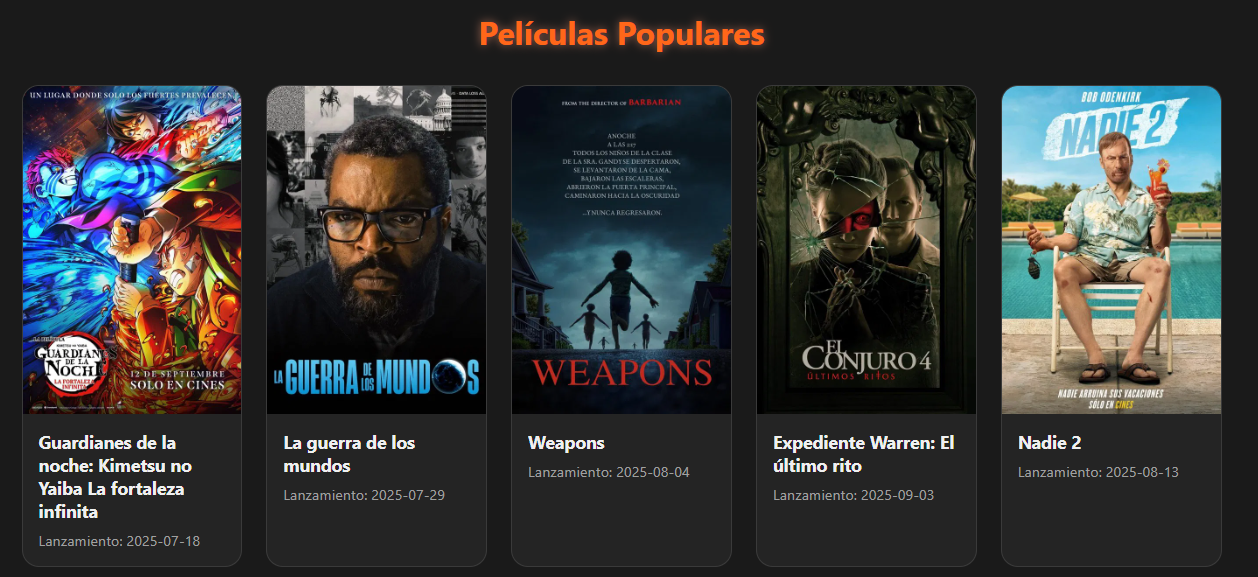 Películas Populares
UN LUGAR DONDE SOLO LOS FUERTES PREVALECEN.
KIMETSU NO YAIBA
GUARDIANES
DE LA
NOCHE
LA FORTALEZA
INFINITA
12 DE SEPTIEMBRE
SOLO EN CINES
Guardianes de la
noche: Kimetsu no
Yaiba La fortaleza
infinita
Lanzamiento: 2025-07-18
LA GUERRA DE LOS MUNDOS
La guerra de los
mundos
Lanzamiento: 2025-07-29
FROM THE DIRECTOR OF BARBARIAN
ANOCHE
A LAS 2:17
TODOS LOS NIÑOS DE LA CLASE
DE LA SRA. GANDY SE DESPERTARON,
SE LEVANTARON DE LA CAMA,
BAJARON LAS ESCALERAS,
ABRIERON LA PUERTA PRINCIPAL,
CAMINARON HACIA LA OSCURIDAD
...Y NUNCA REGRESARON.
WEAPONS
Weapons
Lanzamiento: 2025-08-04
EL
CONJURO 4
ÚLTIMOS RITOS
Expediente Warren: El
último rito
Lanzamiento: 2025-09-03
BOB ODENKIRK
NADIE 2
NADIE ARRUINA SUS VACACIONES
SÓLO EN CINES
Nadie 2
Lanzamiento: 2025-08-13